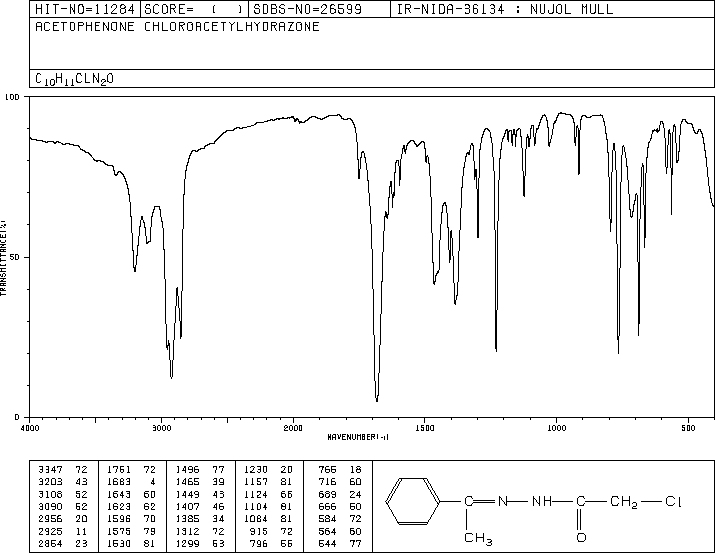 HIT-NO=11284 SCORE= ( ) SDBS-NO=26599 IR-NIDA-36134 : NUJOL MULL
ACETOPHENONE CHLOROACETYLHYDRAZONE
C10H11CLN2O
100
50
0
TRANSMITTANCE(%)
4000 3000 2000 1500 1000 500
WAVENUMBER(-1)
3347 72 1751 72 1496 77 1230 20 766 18
3203 43 1683 4 1465 39 1157 81 716 60
3108 52 1643 60 1449 43 1124 66 689 24
3090 52 1623 62 1407 46 1104 81 666 50
2956 20 1596 70 1385 34 1084 81 584 72
2925 11 1575 79 1312 72 915 72 564 60
2854 23 1530 81 1299 53 796 55 544 77
C N NH C CH2 Cl
CH3 O